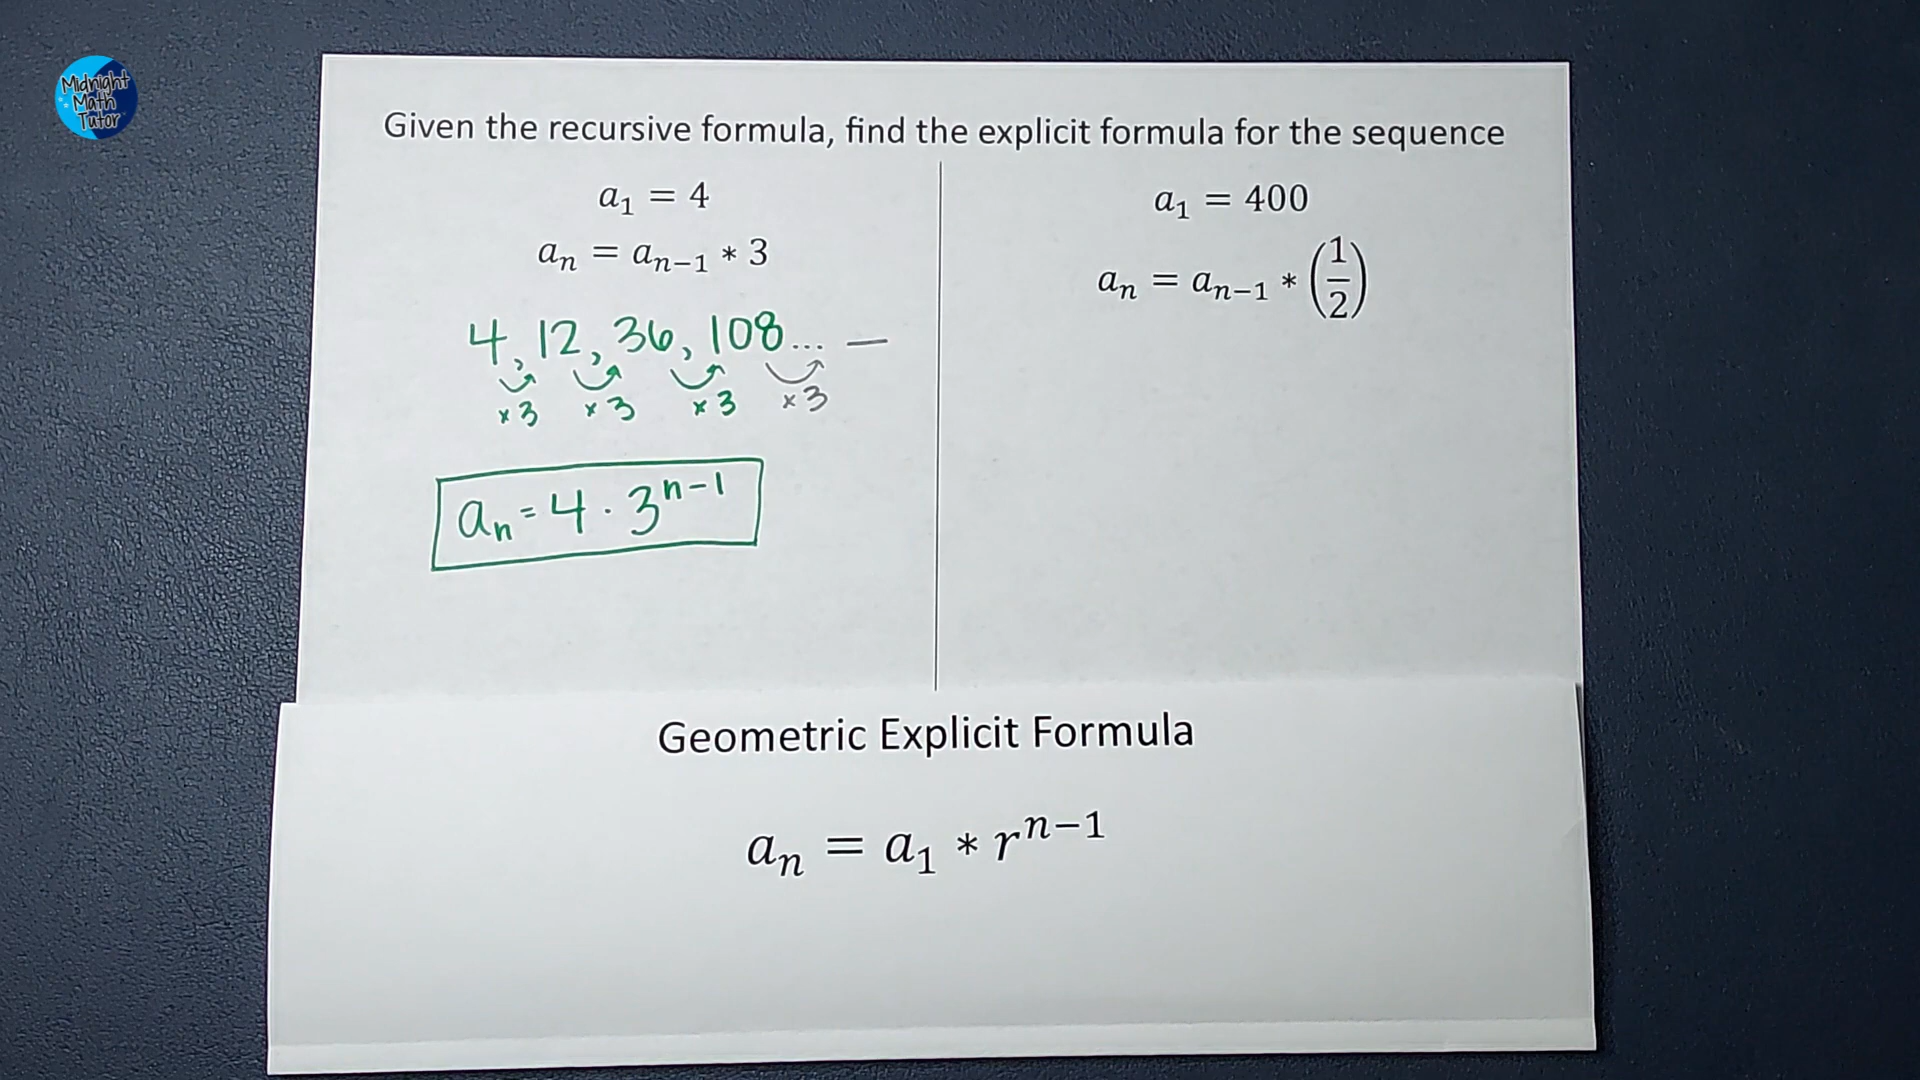 Midnight
Math
Tutor
Given the recursive formula, find the explicit formula for the sequence
a₁ = 4
aₙ = aₙ₋₁ * 3
4, 12, 36, 108... —
×3 ×3 ×3 ×3
aₙ = 4 · 3ⁿ⁻¹
a₁ = 400
aₙ = aₙ₋₁ * (1/2)
Geometric Explicit Formula
aₙ = a₁ * rⁿ⁻¹